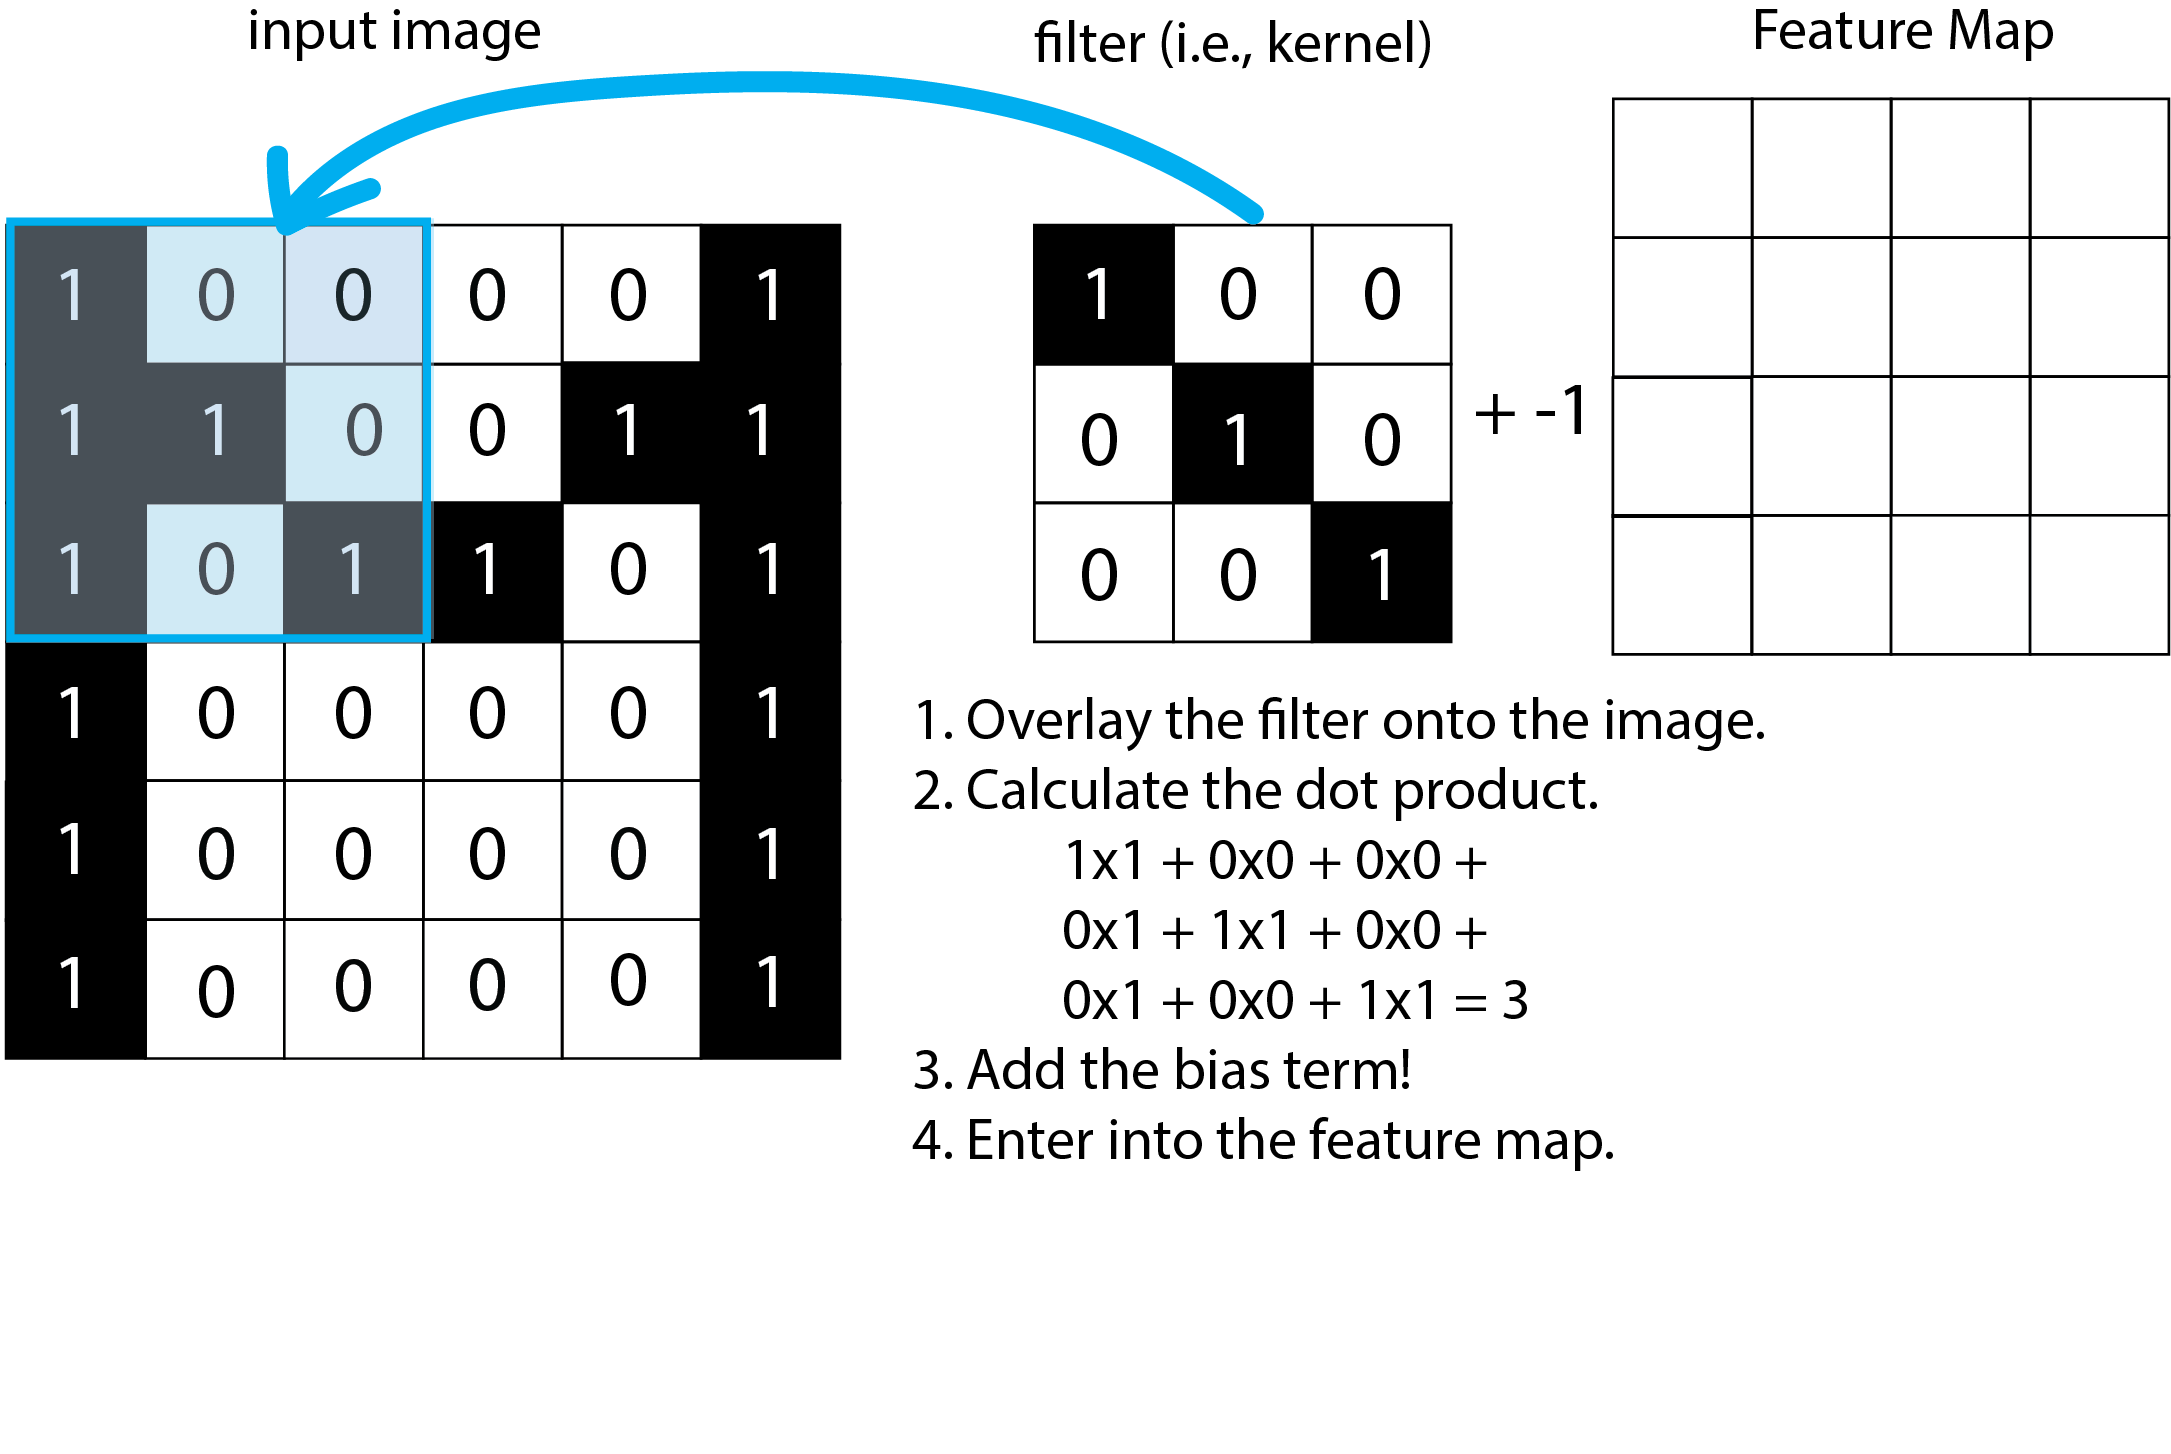 input image
filter (i.e., kernel)
Feature Map
1 0 0 0 0 1
1 1 0 0 1 1
1 0 1 1 0 1
1 0 0 0 0 1
1 0 0 0 0 1
1 0 0 0 0 1
1 0 0
0 1 0
0 0 1
+ -1
1. Overlay the filter onto the image.
2. Calculate the dot product.
1x1 + 0x0 + 0x0 +
0x1 + 1x1 + 0x0 +
0x1 + 0x0 + 1x1 = 3
3. Add the bias term!
4. Enter into the feature map.